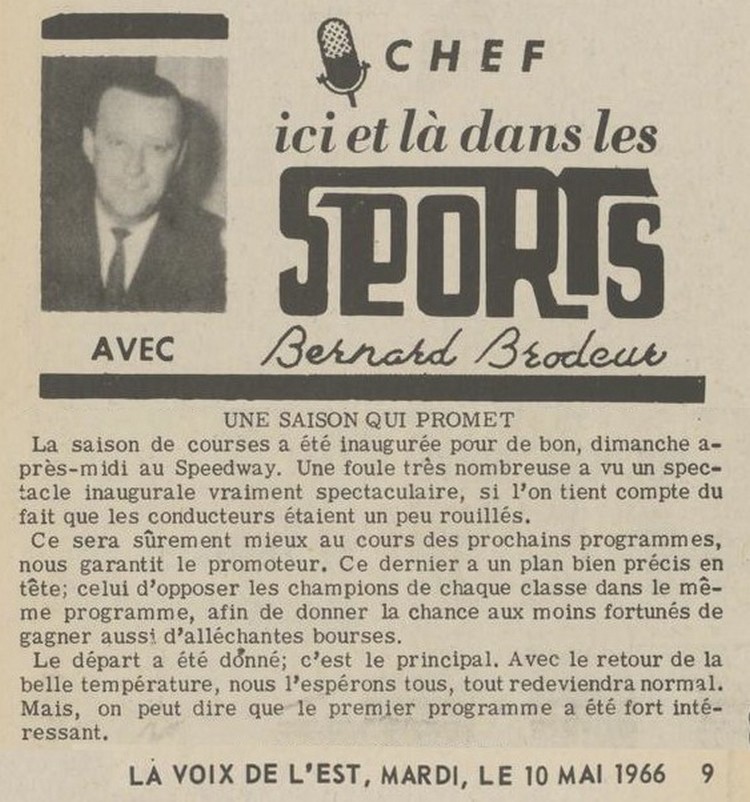 CHEF
ici et là dans les
SPORTS
AVEC
Bernard Brodeur
UNE SAISON QUI PROMET
La saison de courses a été inaugurée pour de bon, dimanche a-
près-midi au Speedway. Une foule très nombreuse a vu un spec-
tacle inaugurale vraiment spectaculaire, si l'on tient compte du
fait que les conducteurs étaient un peu rouillés.
Ce sera sûrement mieux au cours des prochains programmes,
nous garantit le promoteur. Ce dernier a un plan bien précis en
tête; celui d'opposer les champions de chaque classe dans le mê-
me programme, afin de donner la chance aux moins fortunés de
gagner aussi d'alléchantes bourses.
Le départ a été donné; c'est le principal. Avec le retour de la
belle température, nous l'espérons tous, tout redeviendra normal.
Mais, on peut dire que le premier programme a été fort inté-
ressant.
LA VOIX DE L'EST, MARDI, LE 10 MAI 1966 9